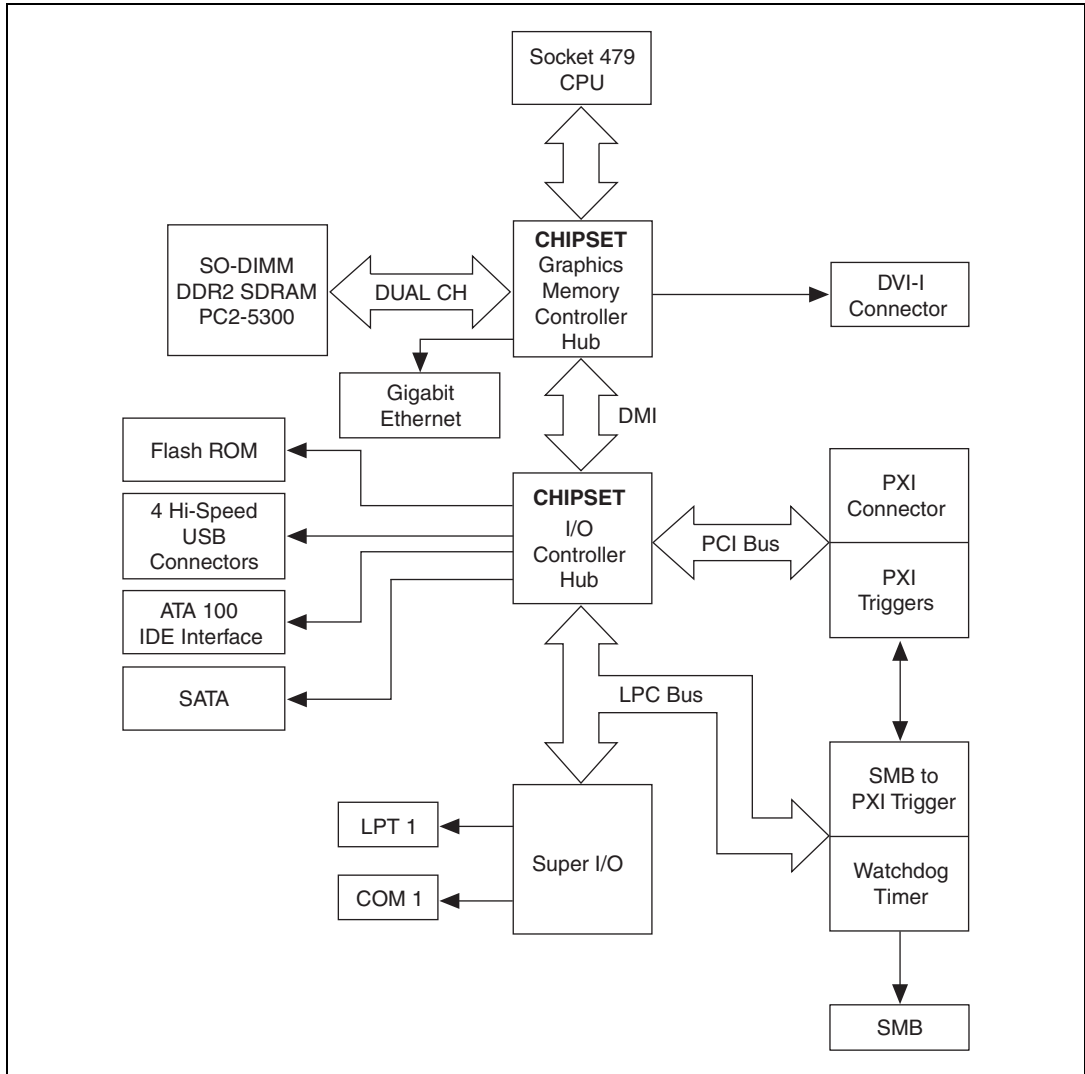 Socket 479
CPU
SO-DIMM
DDR2 SDRAM
PC2-5300
DUAL CH
CHIPSET
Graphics
Memory
Controller
Hub
DVI-I
Connector
Gigabit
Ethernet
DMI
Flash ROM
4 Hi-Speed
USB
Connectors
ATA 100
IDE Interface
SATA
CHIPSET
I/O
Controller
Hub
PCI Bus
PXI
Connector
PXI
Triggers
LPC Bus
SMB to
PXI Trigger
Watchdog
Timer
LPT 1
COM 1
Super I/O
SMB